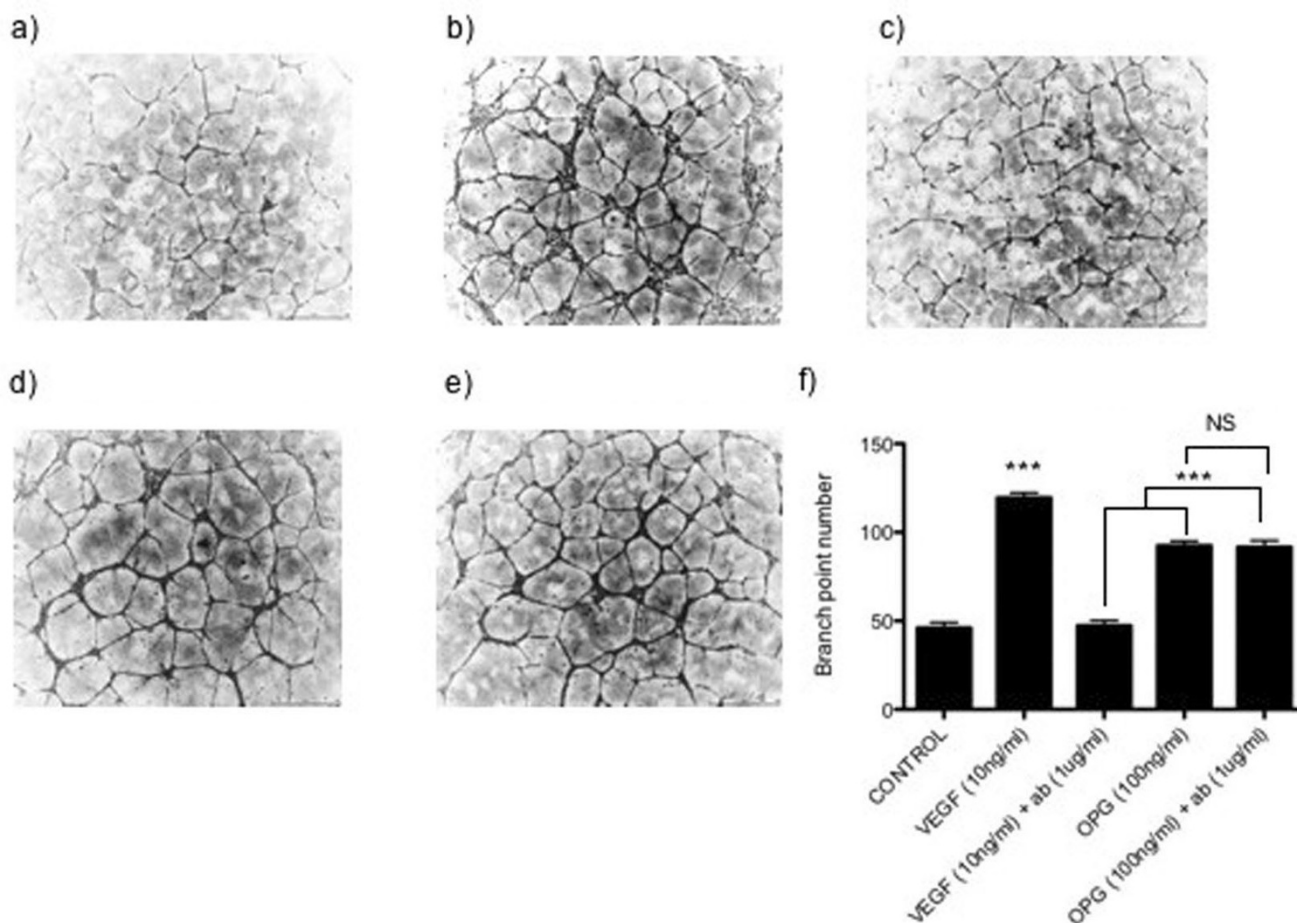 a)
b)
c)
d)
e)
f)
NS
***
***
150
100
50
0
Branch point number
CONTROL
VEGF (10ng/ml)
VEGF (10ng/ml) + ab (1ug/ml)
OPG (100ng/ml)
OPG (100ng/ml) + ab (1ug/ml)